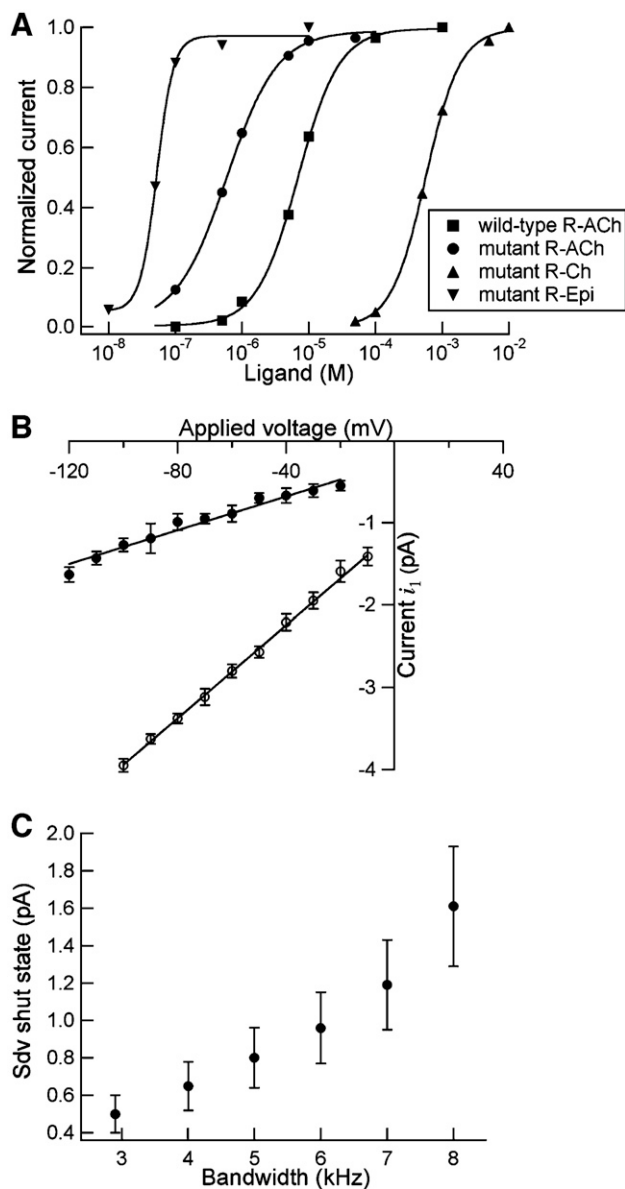 A
1.0
0.8
0.6
0.4
0.2
0.0
Normalized current
10⁻⁸ 10⁻⁷ 10⁻⁶ 10⁻⁵ 10⁻⁴ 10⁻³ 10⁻²
Ligand (M)
wild-type R-ACh
mutant R-ACh
mutant R-Ch
mutant R-Epi
B
Applied voltage (mV)
-120 -80 -40 40
-1
-2
-3
-4
Current i₁ (pA)
C
2.0
1.8
1.6
1.4
1.2
1.0
0.8
0.6
0.4
Sdv shut state (pA)
3 4 5 6 7 8
Bandwidth (kHz)